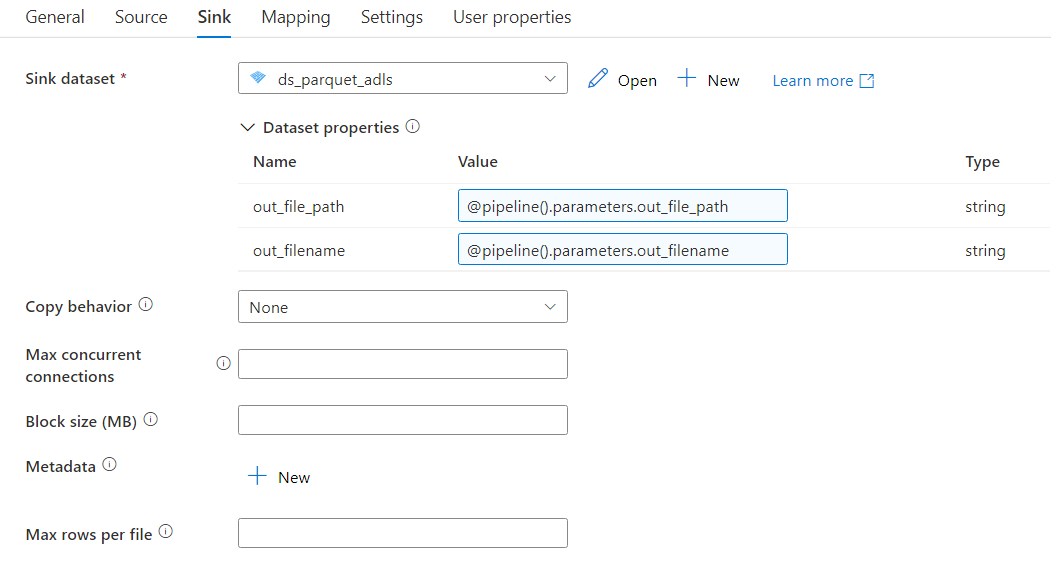 General Source Sink Mapping Settings User properties
Sink dataset * ds_parquet_adls Open New Learn more
Dataset properties
Name Value Type
out_file_path @pipeline().parameters.out_file_path string
out_filename @pipeline().parameters.out_filename string
Copy behavior None
Max concurrent
connections
Block size (MB)
Metadata New
Max rows per file